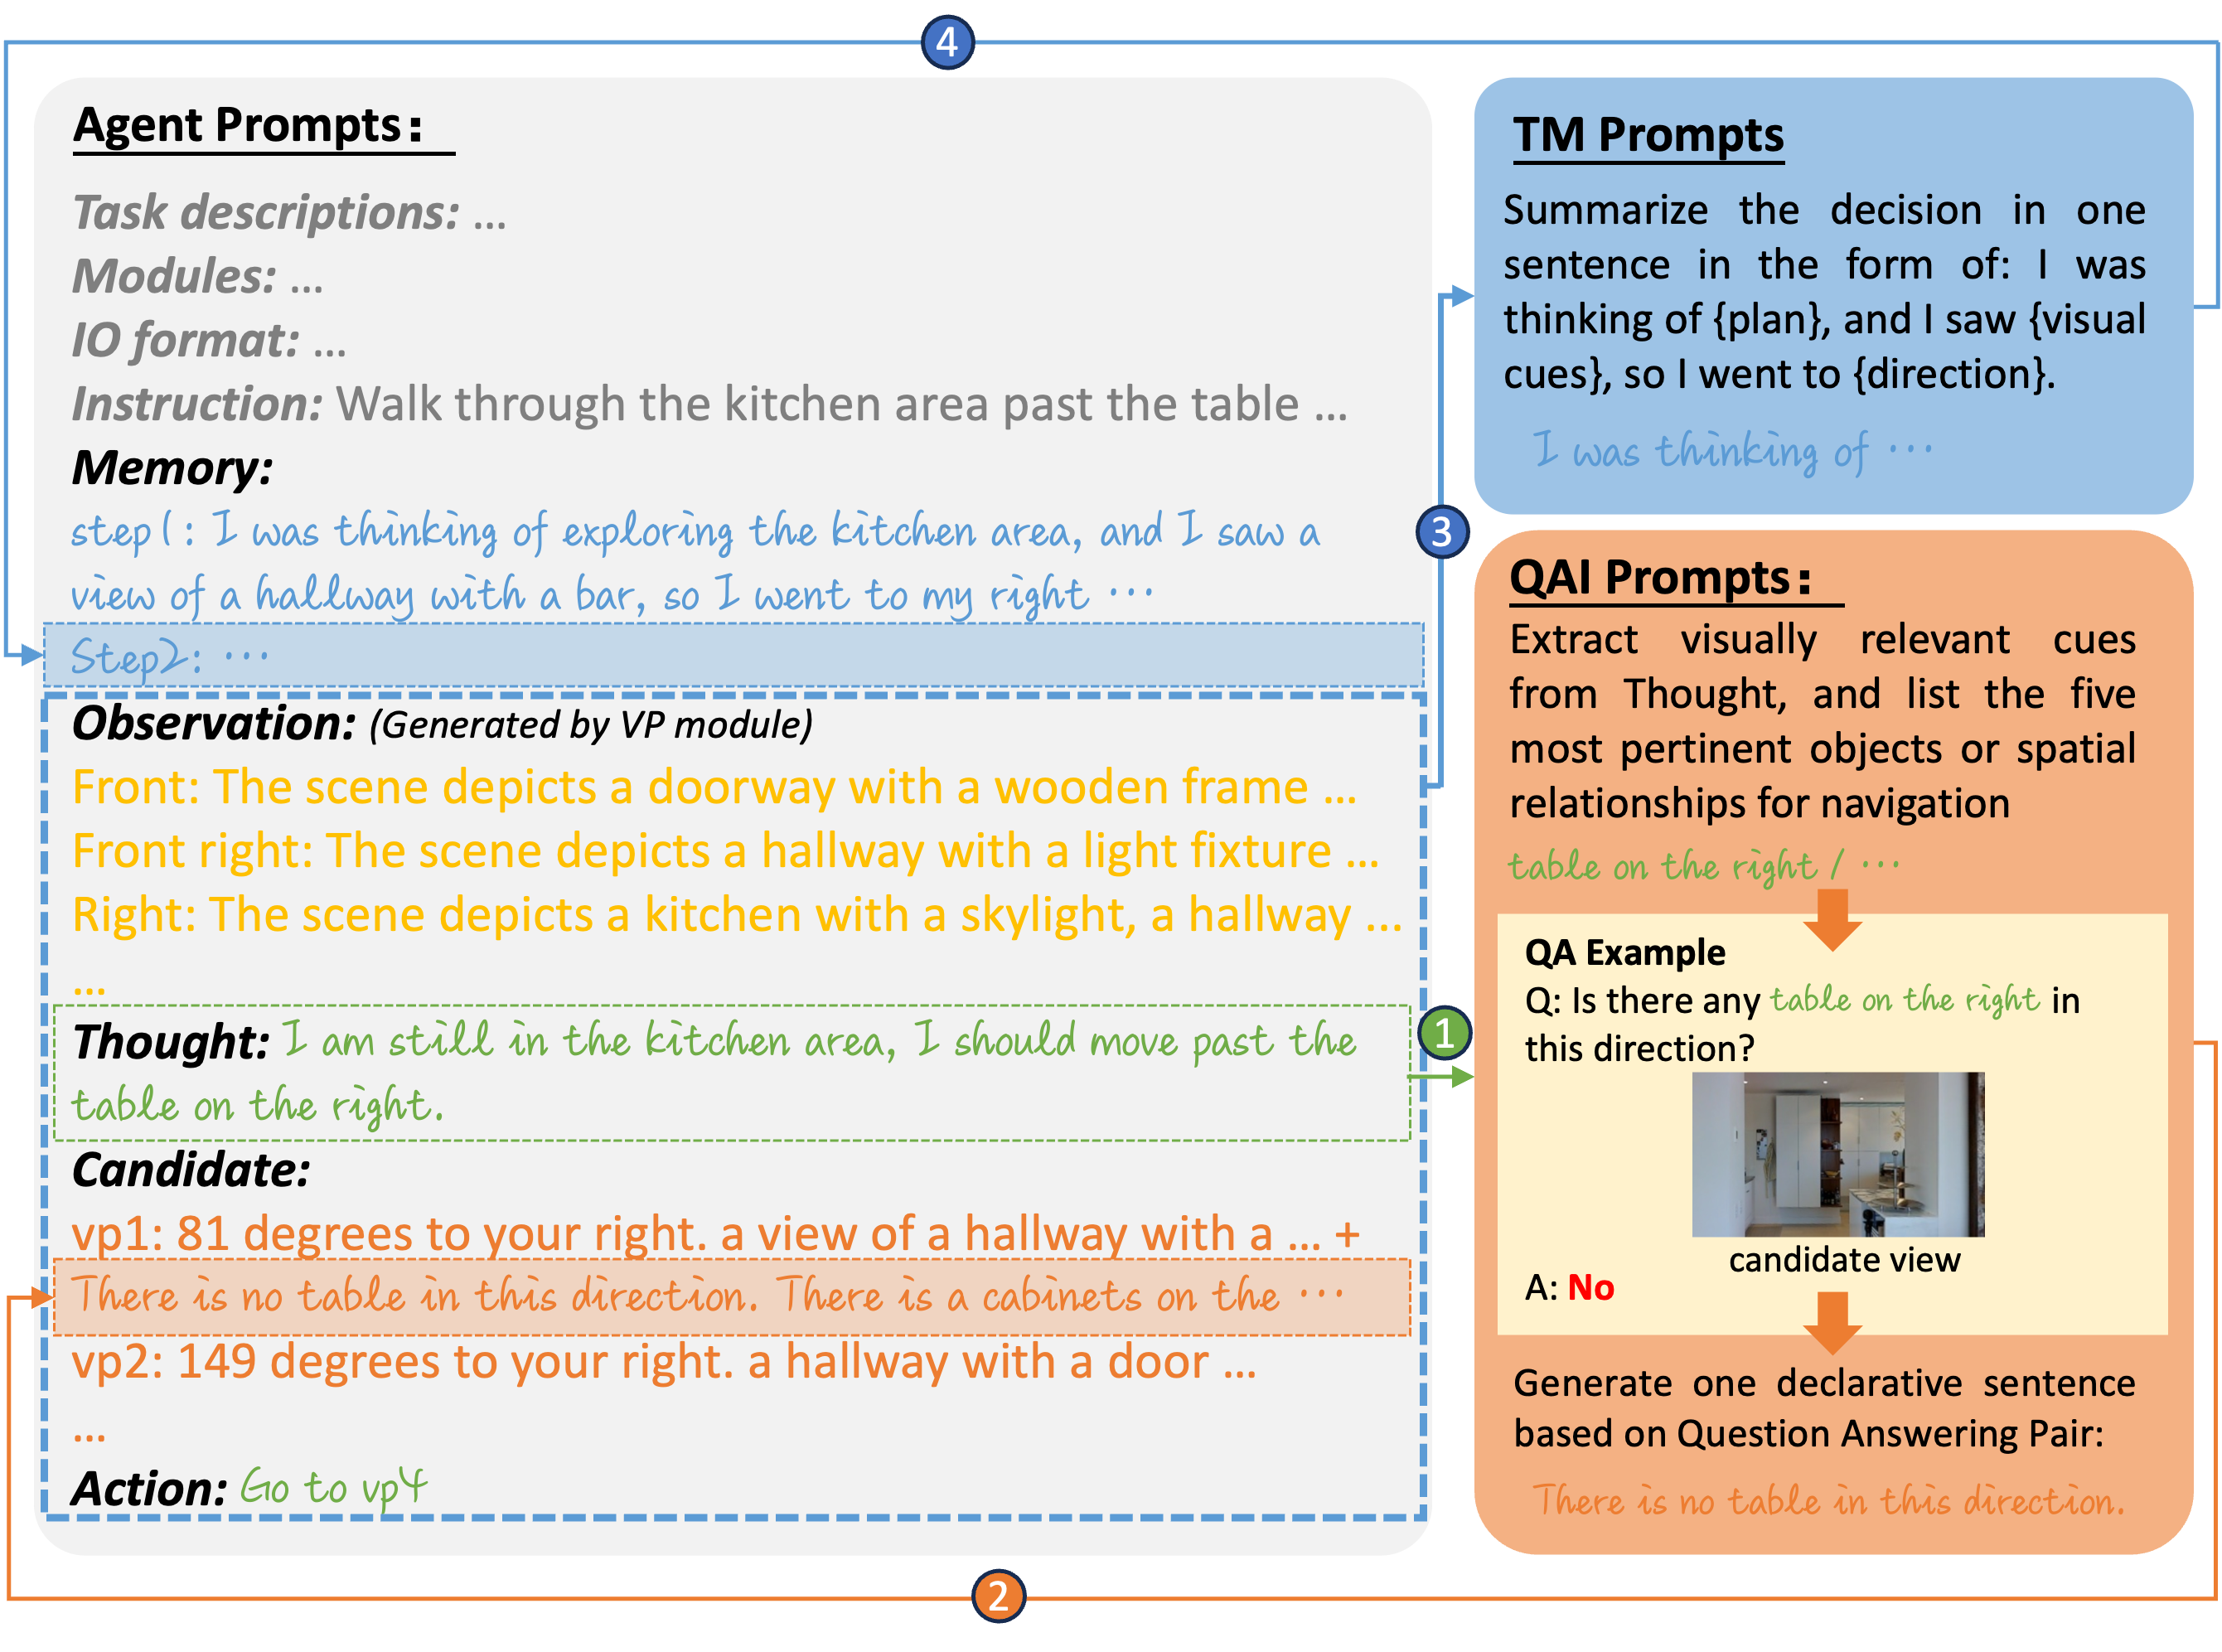 4
Agent Prompts:
Task descriptions: ...
Modules: ...
IO format: ...
Instruction: Walk through the kitchen area past the table ...
Memory:
step1: I was thinking of exploring the kitchen area, and I saw a
view of a hallway with a bar, so I went to my right ...
Step2: ...
Observation: (Generated by VP module)
Front: The scene depicts a doorway with a wooden frame ...
Front right: The scene depicts a hallway with a light fixture ...
Right: The scene depicts a kitchen with a skylight, a hallway ...
...
Thought: I am still in the kitchen area, I should move past the
table on the right.
Candidate:
vp1: 81 degrees to your right. a view of a hallway with a ... +
There is no table in this direction. There is a cabinets on the ...
vp2: 149 degrees to your right. a hallway with a door ...
...
Action: Go to vp4
3
1
2
TM Prompts
Summarize the decision in one
sentence in the form of: I was
thinking of {plan}, and I saw {visual
cues}, so I went to {direction}.
I was thinking of ...
QAI Prompts:
Extract visually relevant cues
from Thought, and list the five
most pertinent objects or spatial
relationships for navigation
table on the right / ...
QA Example
Q: Is there any table on the right in
this direction?
candidate view
A: No
Generate one declarative sentence
based on Question Answering Pair:
There is no table in this direction.